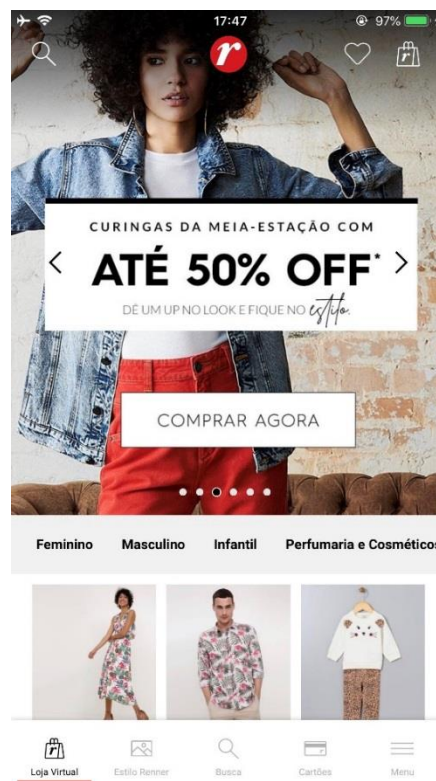 17:47
97%
r
r
CURINGAS DA MEIA-ESTAÇÃO COM
ATÉ 50% OFF*
DÊ UM UP NO LOOK E FIQUE NO estilo.
COMPRAR AGORA
Feminino Masculino Infantil Perfumaria e Cosméticos
r
Loja Virtual Estilo Renner Busca Cartões Menu